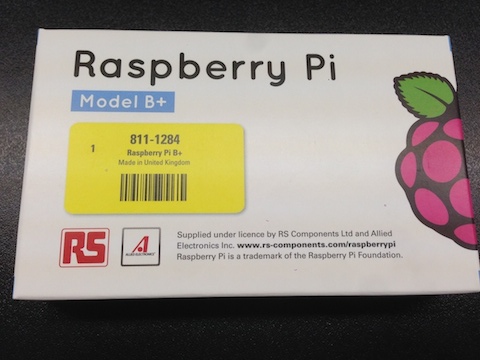 Raspberry Pi
Model B+
1
811-1284
Raspberry Pi B+
Made in United Kingdom
RS
A
ALLIED ELECTRONICS
Supplied under licence by RS Components Ltd and Allied
Electronics Inc. www.rs-components.com/raspberrypi
Raspberry Pi is a trademark of the Raspberry Pi Foundation.